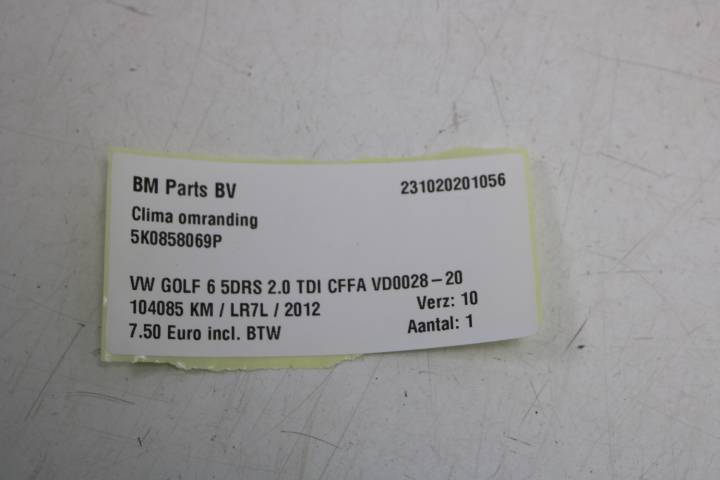 BM Parts BV 231020201056
Clima omranding
5K0858069P
VW GOLF 6 5DRS 2.0 TDI CFFA VD0028-20
104085 KM / LR7L / 2012 Verz: 10
7.50 Euro incl. BTW Aantal: 1